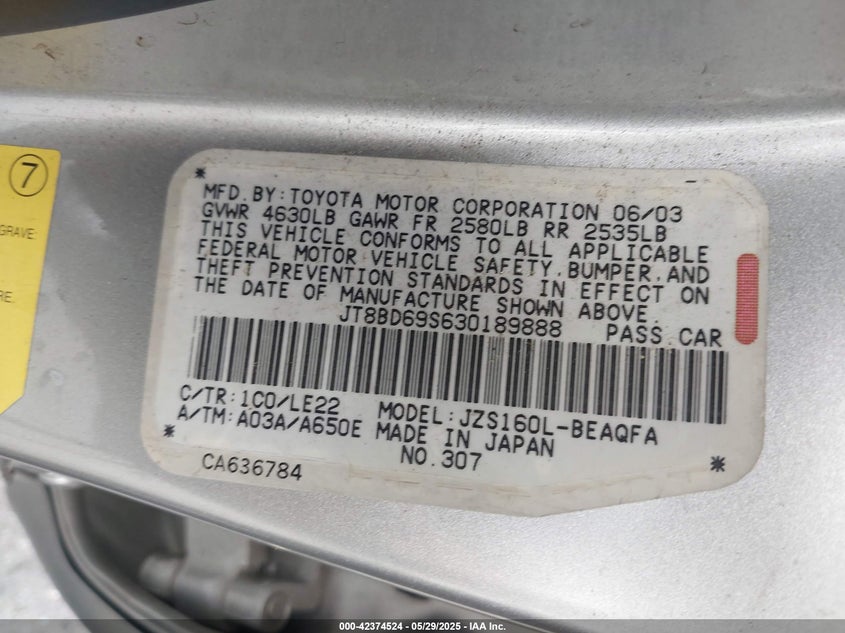 7
GRAVE.
RE.
MFD.BY:TOYOTA MOTOR CORPORATION 06/03
GVWR 4630LB GAWR FR 2580LB RR 2535LB
THIS VEHICLE CONFORMS TO ALL APPLICABLE
FEDERAL MOTOR VEHICLE SAFETY,BUMPER,AND
THEFT PREVENTION STANDARDS IN EFFECT ON
THE DATE OF MANUFACTURE SHOWN ABOVE.
JT8BD69S630189888 PASS.CAR
C/TR:1C0/LE22 MODEL:JZS160L-BEAQFA
A/TM:A03A/A650E MADE IN JAPAN
CA636784 NO.307
000-42374524 | 05/29/2025 - IAA Inc.